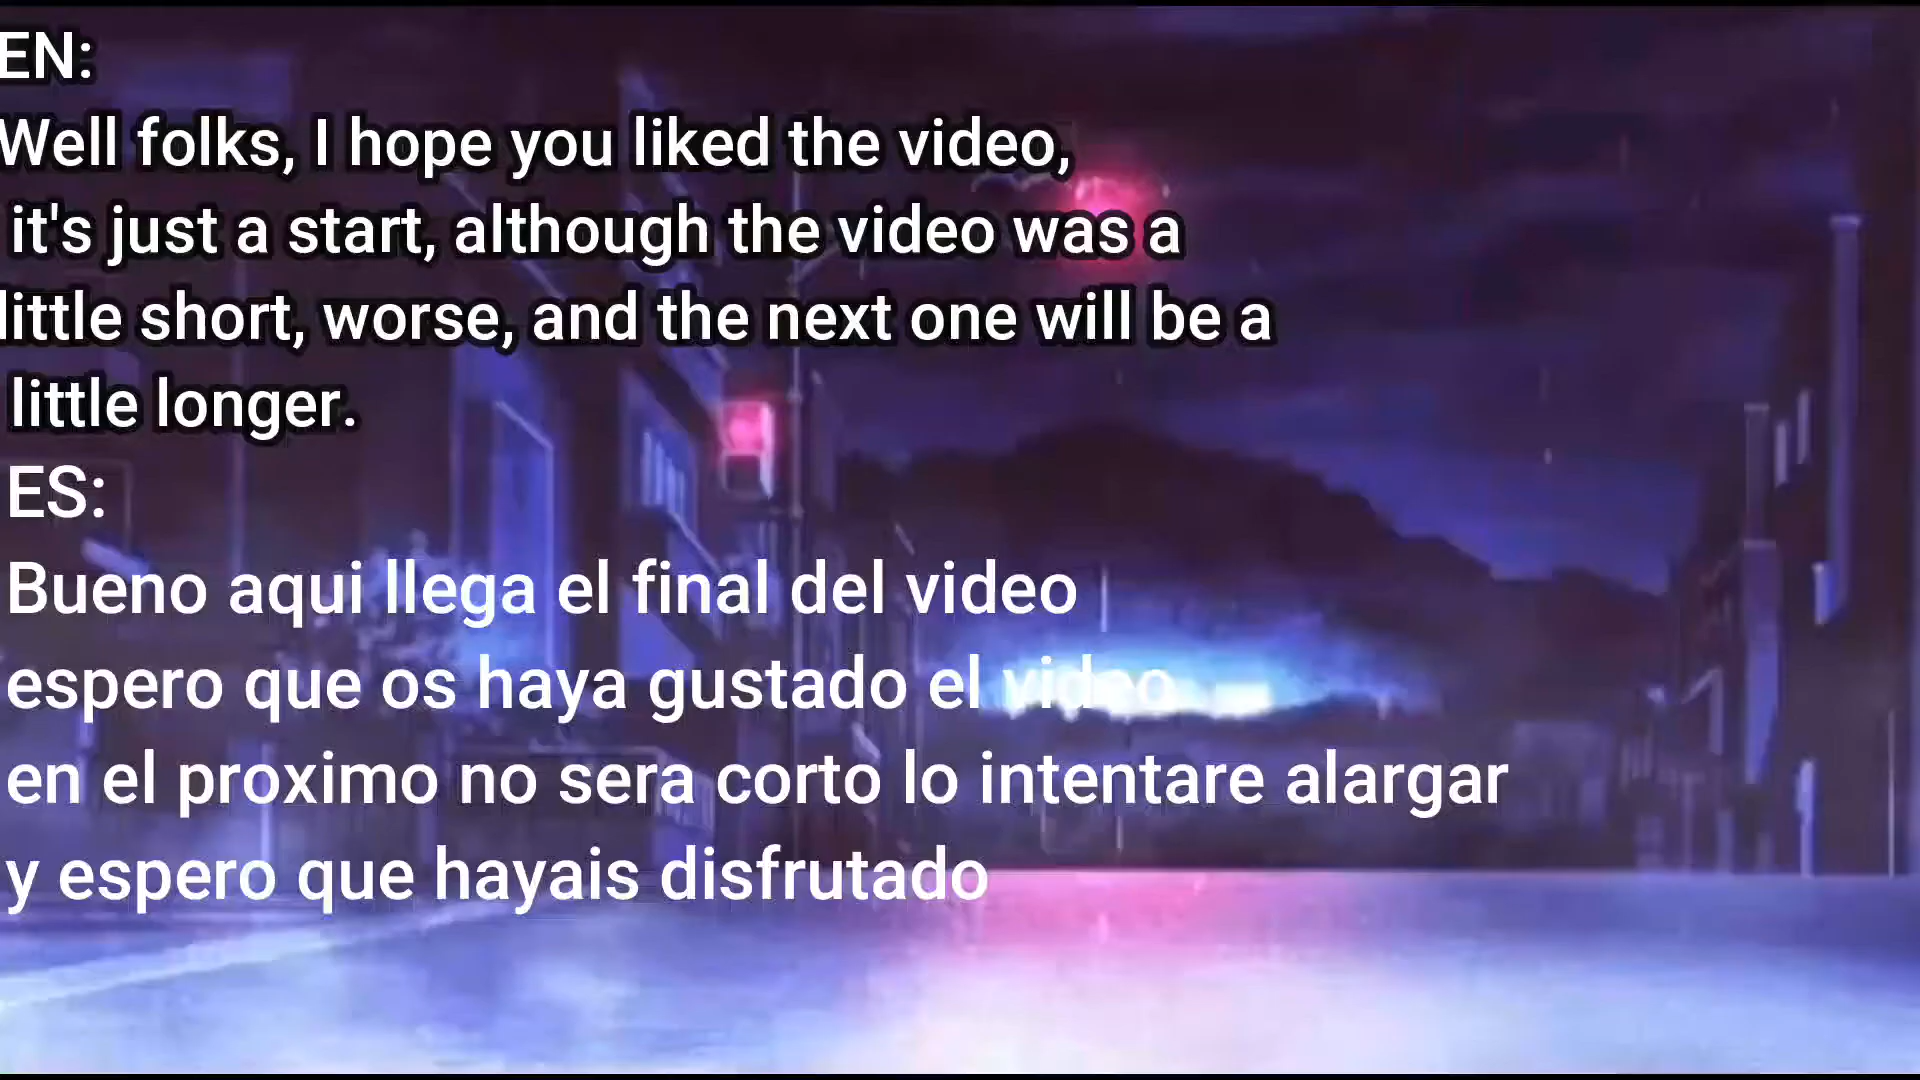 EN:
Well folks, I hope you liked the video,
it's just a start, although the video was a
little short, worse, and the next one will be a
little longer.
ES:
Bueno aqui llega el final del video
espero que os haya gustado el video
en el proximo no sera corto lo intentare alargar
y espero que hayais disfrutado